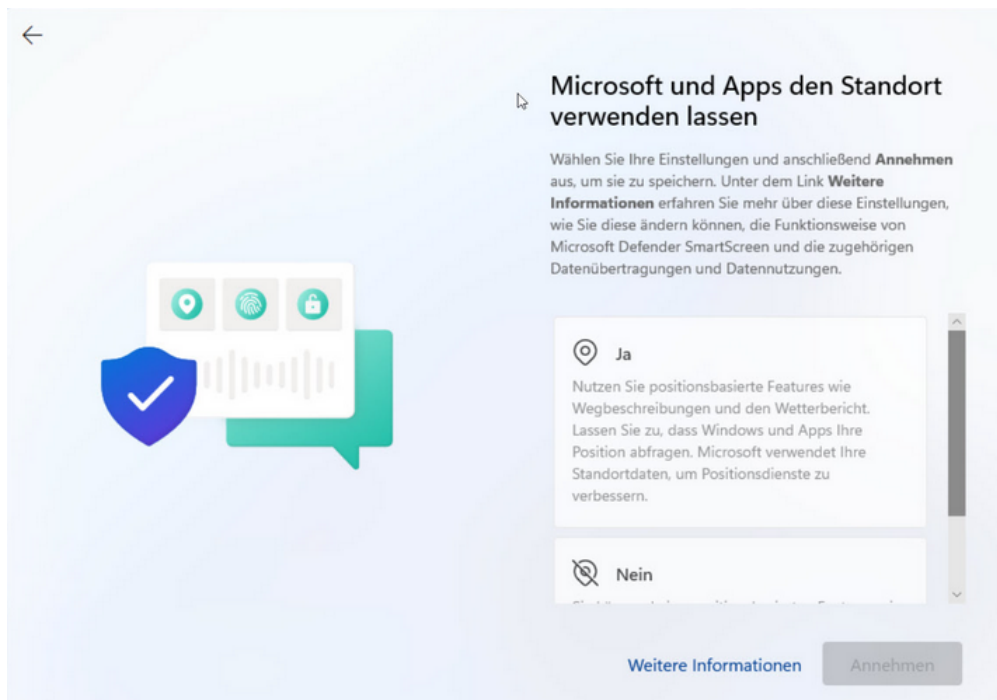 Microsoft und Apps den Standort
verwenden lassen
Wählen Sie Ihre Einstellungen und anschließend Annehmen
aus, um sie zu speichern. Unter dem Link Weitere
Informationen erfahren Sie mehr über diese Einstellungen,
wie Sie diese ändern können, die Funktionsweise von
Microsoft Defender SmartScreen und die zugehörigen
Datenübertragungen und Datennutzungen.
Ja
Nutzen Sie positionsbasierte Features wie
Wegbeschreibungen und den Wetterbericht.
Lassen Sie zu, dass Windows und Apps Ihre
Position abfragen. Microsoft verwendet Ihre
Standortdaten, um Positionsdienste zu
verbessern.
Nein
Weitere Informationen
Annehmen